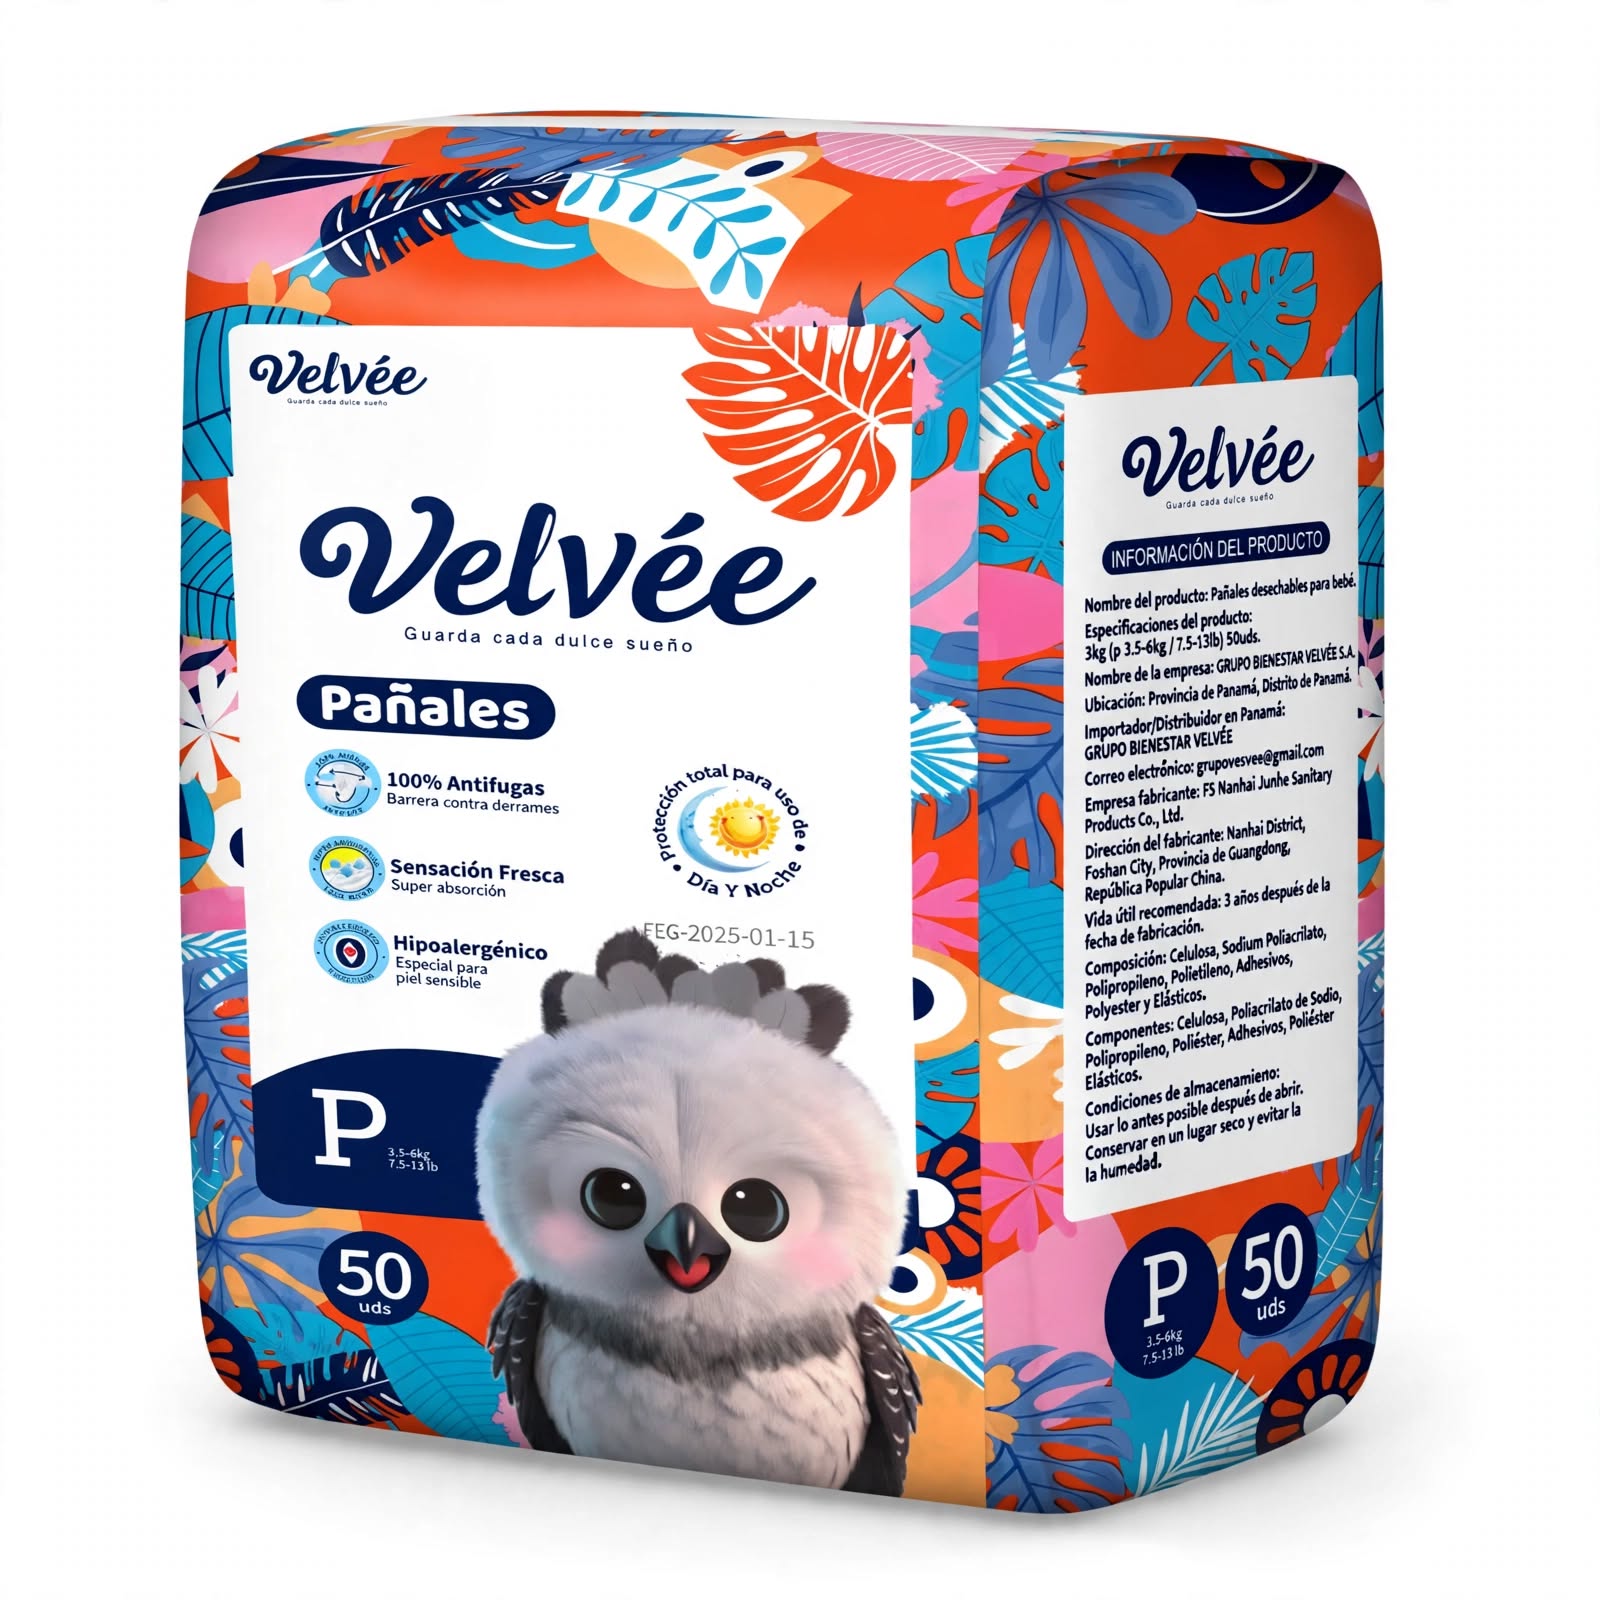 Velvée
Guarda cada dulce sueño
Velvée
Guarda cada dulce sueño
Pañales
100% Antifugas
Barrera contra derrames
Sensación Fresca
Super absorción
Hipoalergénico
Especial para
piel sensible
Protección total para uso de
Día Y Noche
FEG-2025-01-15
P
3.5-6kg
7.5-13 lb
50
uds
Velvée
Guarda cada dulce sueño
INFORMACIÓN DEL PRODUCTO
Nombre del producto: Pañales desechables para bebé.
Especificaciones del producto:
3kg (p 3.5-6kg / 7.5-13lb) 50uds.
Nombre de la empresa: GRUPO BIENESTAR VELVÉE S.A.
Ubicación: Provincia de Panamá, Distrito de Panamá.
Importador/Distribuidor en Panamá:
GRUPO BIENESTAR VELVÉE
Correo electrónico: grupovesvee@gmail.com
Empresa fabricante: FS Nanhai Junhe Sanitary
Products Co., Ltd.
Dirección del fabricante: Nanhai District,
Foshan City, Provincia de Guangdong,
República Popular China.
Vida útil recomendada: 3 años después de la
fecha de fabricación.
Composición: Celulosa, Sodium Poliacrilato,
Polipropileno, Polietileno, Adhesivos,
Polyester y Elásticos.
Componentes: Celulosa, Poliacrilato de Sodio,
Polipropileno, Poliéster, Adhesivos, Poliéster
Elásticos.
Condiciones de almacenamieno:
Usar lo antes posible después de abrir.
Conservar en un lugar seco y evitar la
la humedad.
P
3.5-6kg
7.5-13 lb
50
uds